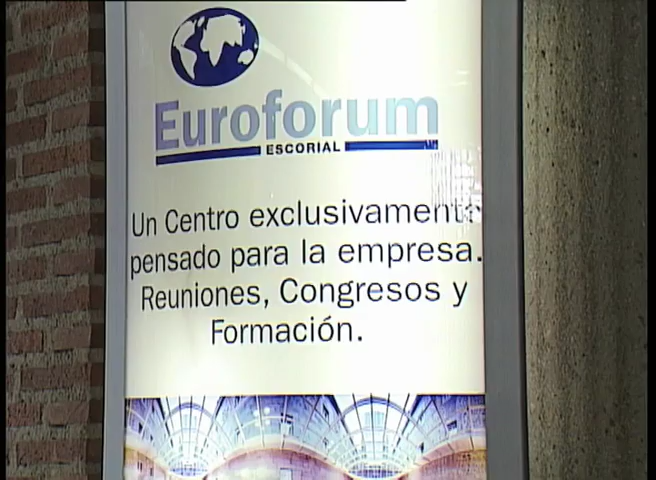 Euroforum
ESCORIAL
Un Centro exclusivamente
pensado para la empresa.
Reuniones, Congresos y
Formación.